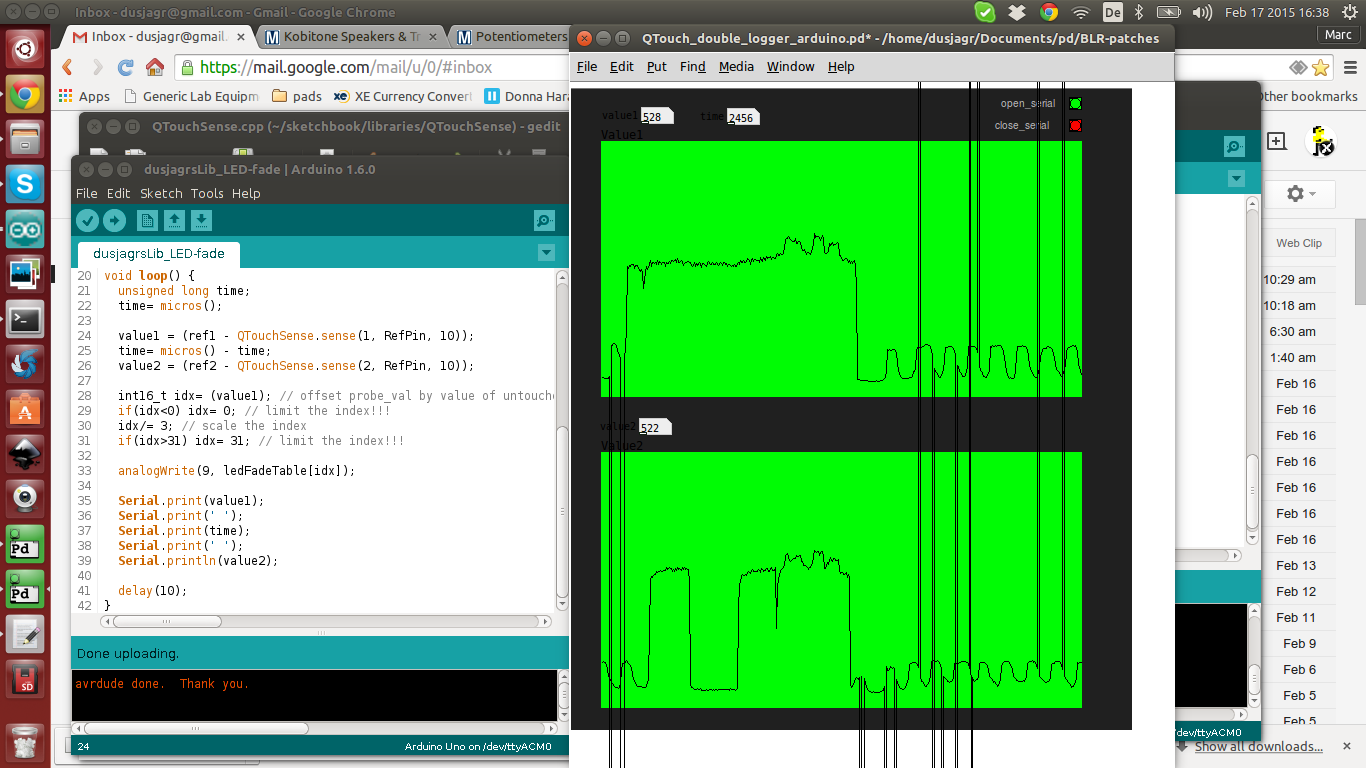 Inbox - dusjagr@gmail.com - Gmail - Google Chrome
De
Feb 17 2015 16:38
Inbox - dusjagr@gmail.
Kobitone Speakers & Tr
Potentiometers
Marc
https://mail.google.com/mail/u/0/#inbox
Apps
Generic Lab Equipm
pads
XE Currency Convert
Donna Hara
Other bookmarks
QTouchSense.cpp (~/sketchbook/libraries/QTouchSense) - gedit
dusjagrsLib_LED-fade | Arduino 1.6.0
File Edit Sketch Tools Help
dusjagrsLib_LED-fade
20 void loop() {
21 unsigned long time;
22 time= micros();
23
24 value1 = (ref1 - QTouchSense.sense(1, RefPin, 10));
25 time= micros() - time;
26 value2 = (ref2 - QTouchSense.sense(2, RefPin, 10));
27
28 int16_t idx= (value1); // offset probe_val by value of untouche
29 if(idx<0) idx= 0; // limit the index!!!
30 idx/= 3; // scale the index
31 if(idx>31) idx= 31; // limit the index!!!
32
33 analogWrite(9, ledFadeTable[idx]);
34
35 Serial.print(value1);
36 Serial.print(' ');
37 Serial.print(time);
38 Serial.print(' ');
39 Serial.println(value2);
40
41 delay(10);
42 }
Done uploading.
avrdude done.  Thank you.
24
Arduino Uno on /dev/ttyACM0
QTouch_double_logger_arduino.pd* - /home/dusjagr/Documents/pd/BLR-patches
File Edit Put Find Media Window Help
value1 528
time 2456
open_serial
close_serial
Value1
value2 522
Value2
Web Clip
10:29 am
10:18 am
6:30 am
1:40 am
Feb 16
Feb 16
Feb 16
Feb 16
Feb 16
Feb 16
Feb 16
Feb 13
Feb 12
Feb 11
Feb 9
Feb 6
Feb 5
Feb 5
/dev/ttyACM0
Show all downloads...
Pd
Pd
SD